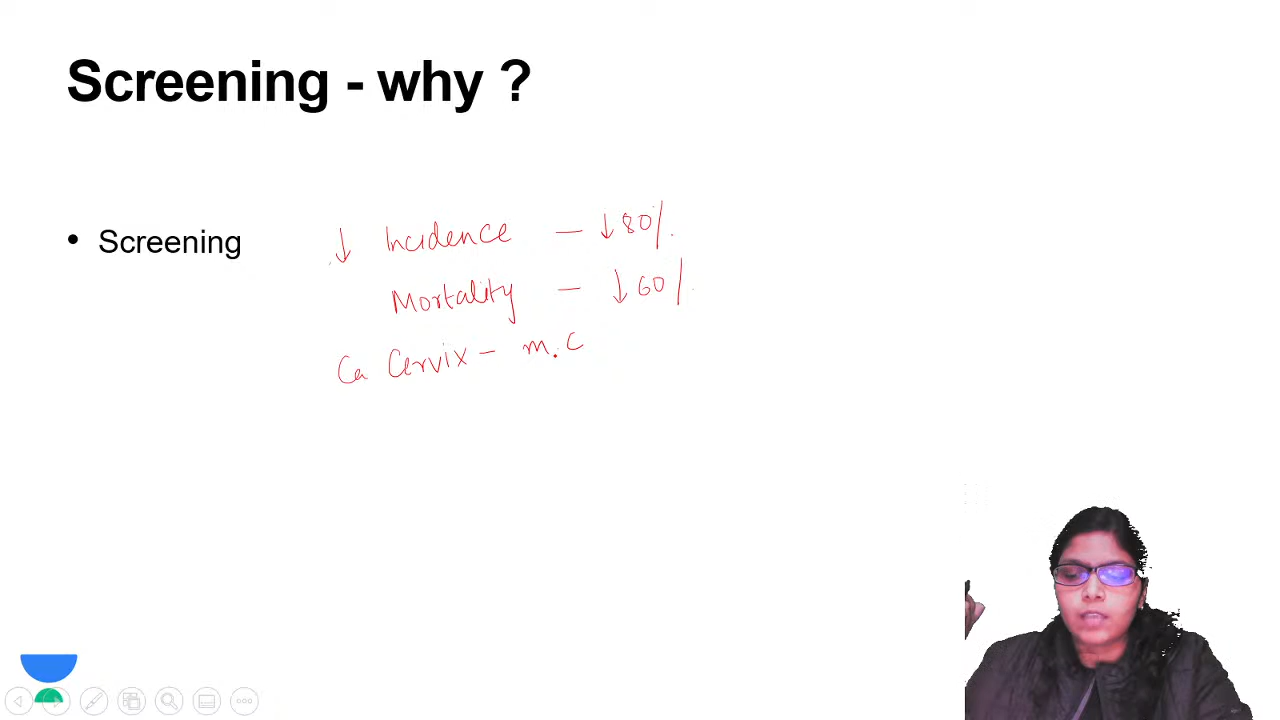 Screening - why ?
• Screening ↓ Incidence — ↓ 80%.
Mortality — ↓ 60%.
Ca Cervix - m.C